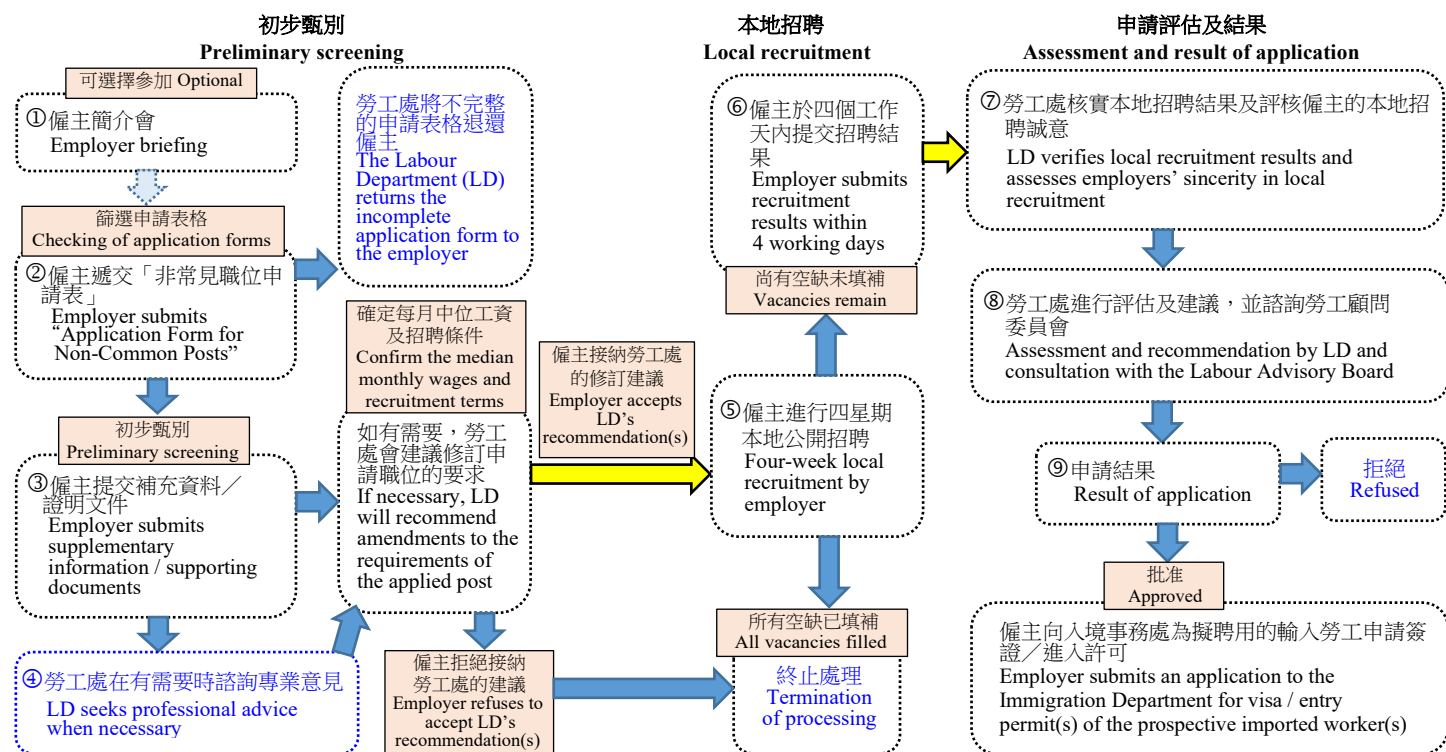 初步甄別
Preliminary screening
可選擇參加 Optional
①僱主簡介會
Employer briefing
篩選申請表格
Checking of application forms
②僱主遞交「非常見職位申
請表」
Employer submits
“Application Form for
Non-Common Posts”
初步甄別
Preliminary screening
③僱主提交補充資料／
證明文件
Employer submits
supplementary
information / supporting
documents
④勞工處在有需要時諮詢專業意見
LD seeks professional advice
when necessary
勞工處將不完整
的申請表格退還
僱主
The Labour
Department (LD)
returns the
incomplete
application form to
the employer
確定每月中位工資
及招聘條件
Confirm the median
monthly wages and
recruitment terms
如有需要，勞工
處會建議修訂申
請職位的要求
If necessary, LD
will recommend
amendments to the
requirements of
the applied post
僱主接納勞工處
的修訂建議
Employer accepts
LD’s
recommendation(s)
僱主拒絕接納
勞工處的建議
Employer refuses to
accept LD’s
recommendation(s)
本地招聘
Local recruitment
⑥僱主於四個工作
天內提交招聘結
果
Employer submits
recruitment
results within
4 working days
尚有空缺未填補
Vacancies remain
⑤僱主進行四星期
本地公開招聘
Four-week local
recruitment by
employer
所有空缺已填補
All vacancies filled
終止處理
Termination
of processing
申請評估及結果
Assessment and result of application
⑦勞工處核實本地招聘結果及評核僱主的本地招
聘誠意
LD verifies local recruitment results and
assesses employers’ sincerity in local
recruitment
⑧勞工處進行評估及建議，並諮詢勞工顧問
委員會
Assessment and recommendation by LD and
consultation with the Labour Advisory Board
⑨申請結果
Result of application
拒絕
Refused
批准
Approved
僱主向入境事務處為擬聘用的輸入勞工申請簽
證／進入許可
Employer submits an application to the
Immigration Department for visa / entry
permit(s) of the prospective imported worker(s)